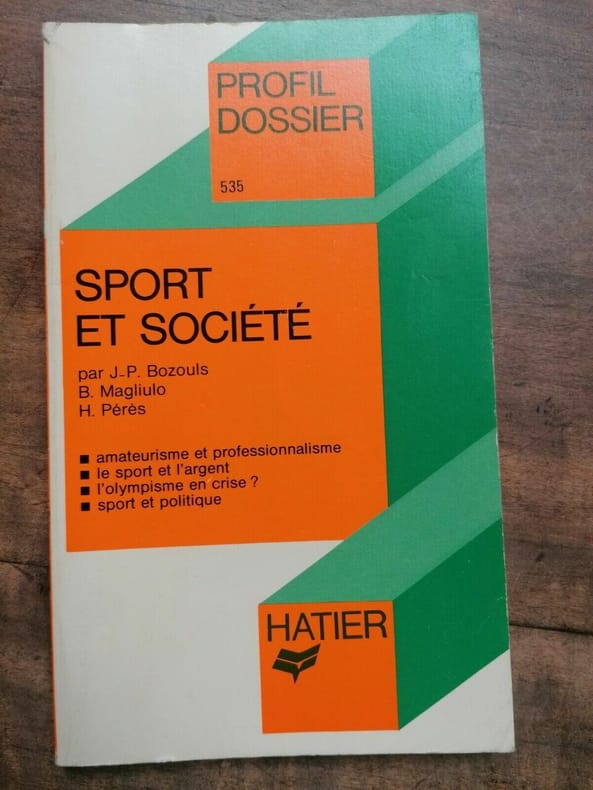 PROFIL
DOSSIER
535
SPORT
ET SOCIÉTÉ
par J-P. Bozouls
B. Magliulo
H. Pérès
■ amateurisme et professionnalisme
■ le sport et l'argent
■ l'olympisme en crise ?
■ sport et politique
HATIER